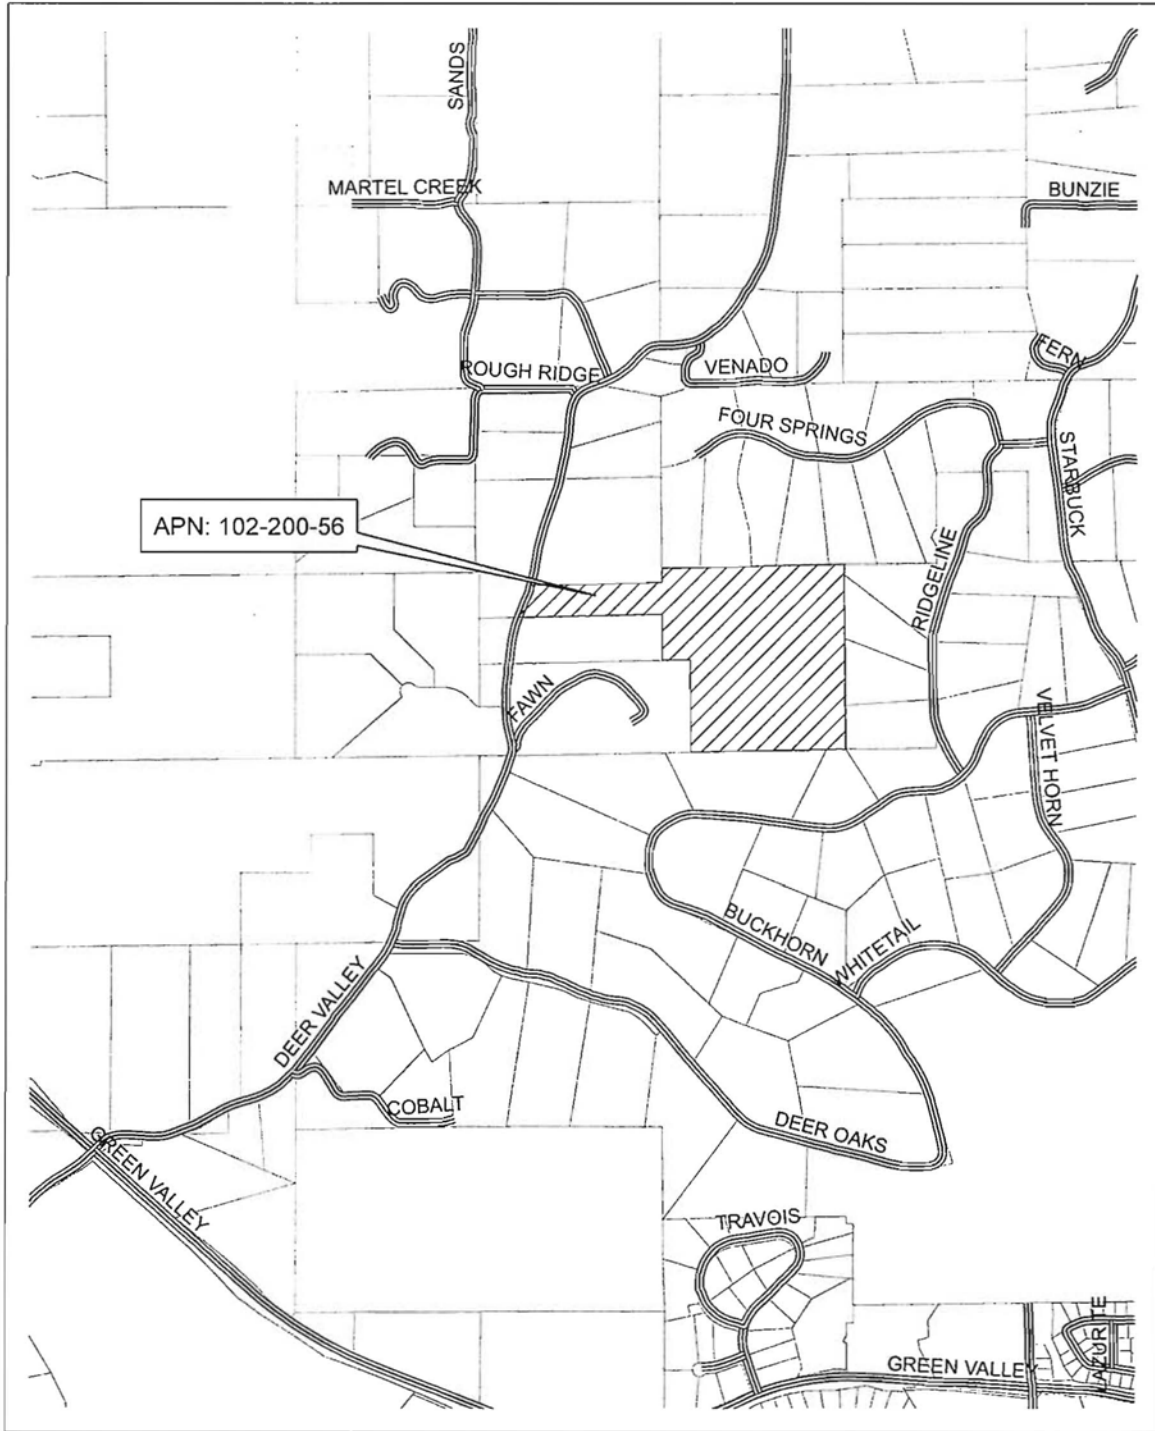 SANDS
MARTEL CREEK
BUNZIE
ROUGH RIDGE
VENADO
FERN
FOUR SPRINGS
STARBUCK
APN: 102-200-56
RIDGELINE
FAWN
VELVET HORN
BUCKHORN
WHITETAIL
DEER VALLEY
COBALT
DEER OAKS
GREEN VALLEY
TRAVOIS
LAZURITE
GREEN VALLEY